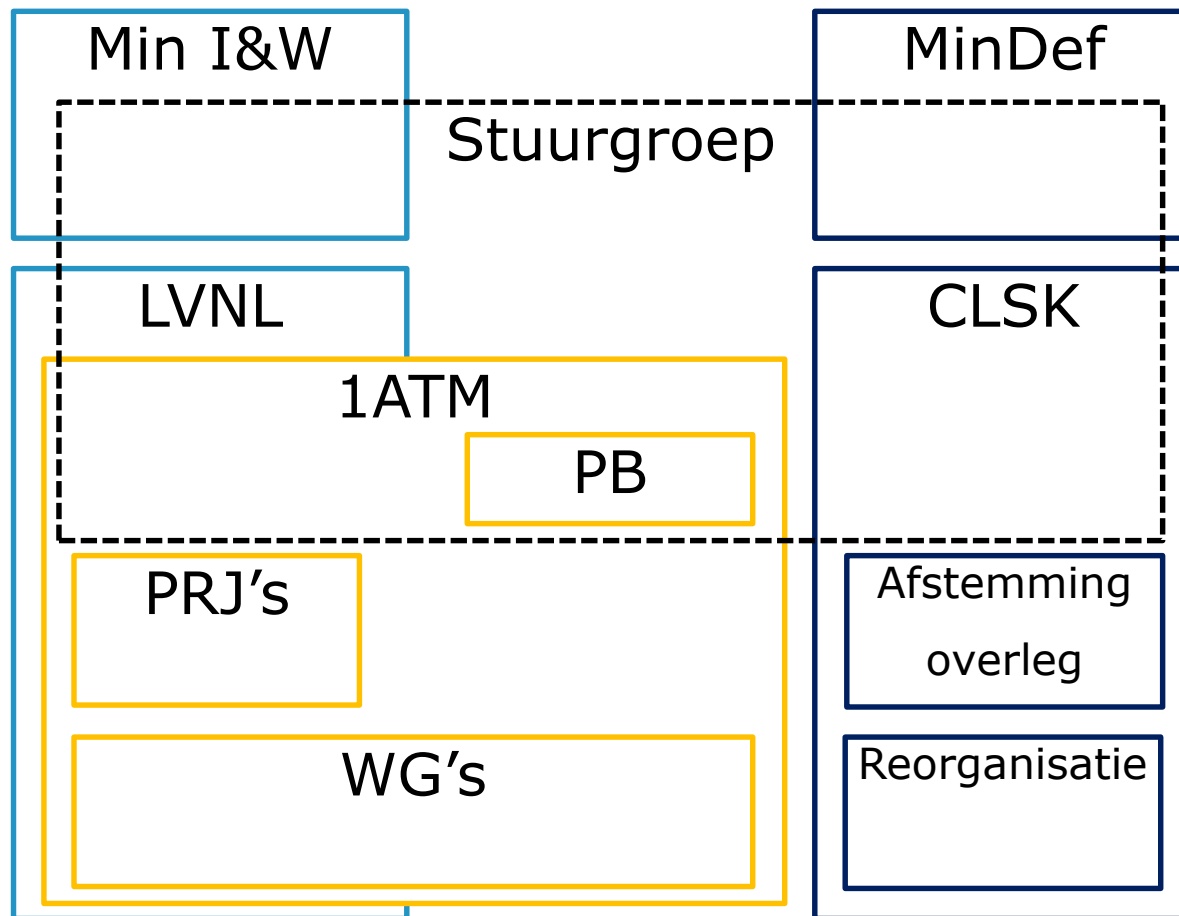 Min I&W
MinDef
Stuurgroep
LVNL
CLSK
1ATM
PB
PRJ's
Afstemming
overleg
WG's
Reorganisatie